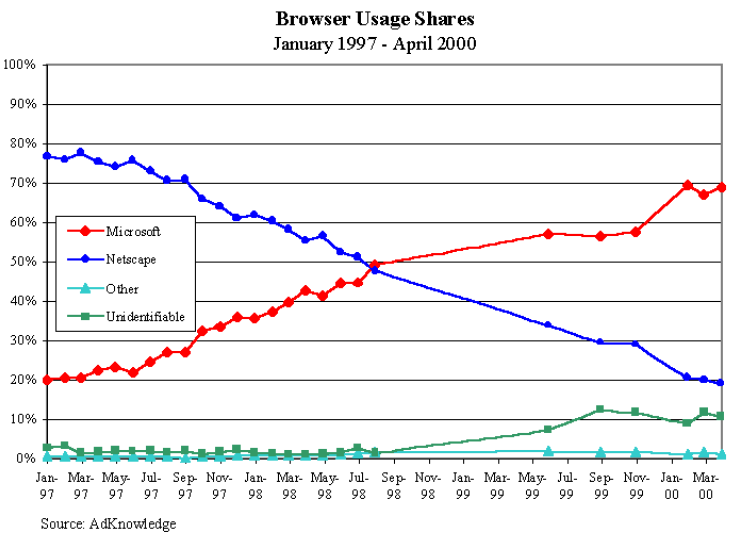 Browser Usage Shares
January 1997 - April 2000
100%
90%
80%
70%
60%
50%
40%
30%
20%
10%
0%
Microsoft
Netscape
Other
Unidentifiable
Jan- Mar- May- Jul- Sep- Nov- Jan- Mar- May- Jul- Sep- Nov- Jan- Mar- May- Jul- Sep- Nov- Jan- Mar-
97 97 97 97 97 97 98 98 98 98 98 98 99 99 99 99 99 99 00 00
Source: AdKnowledge